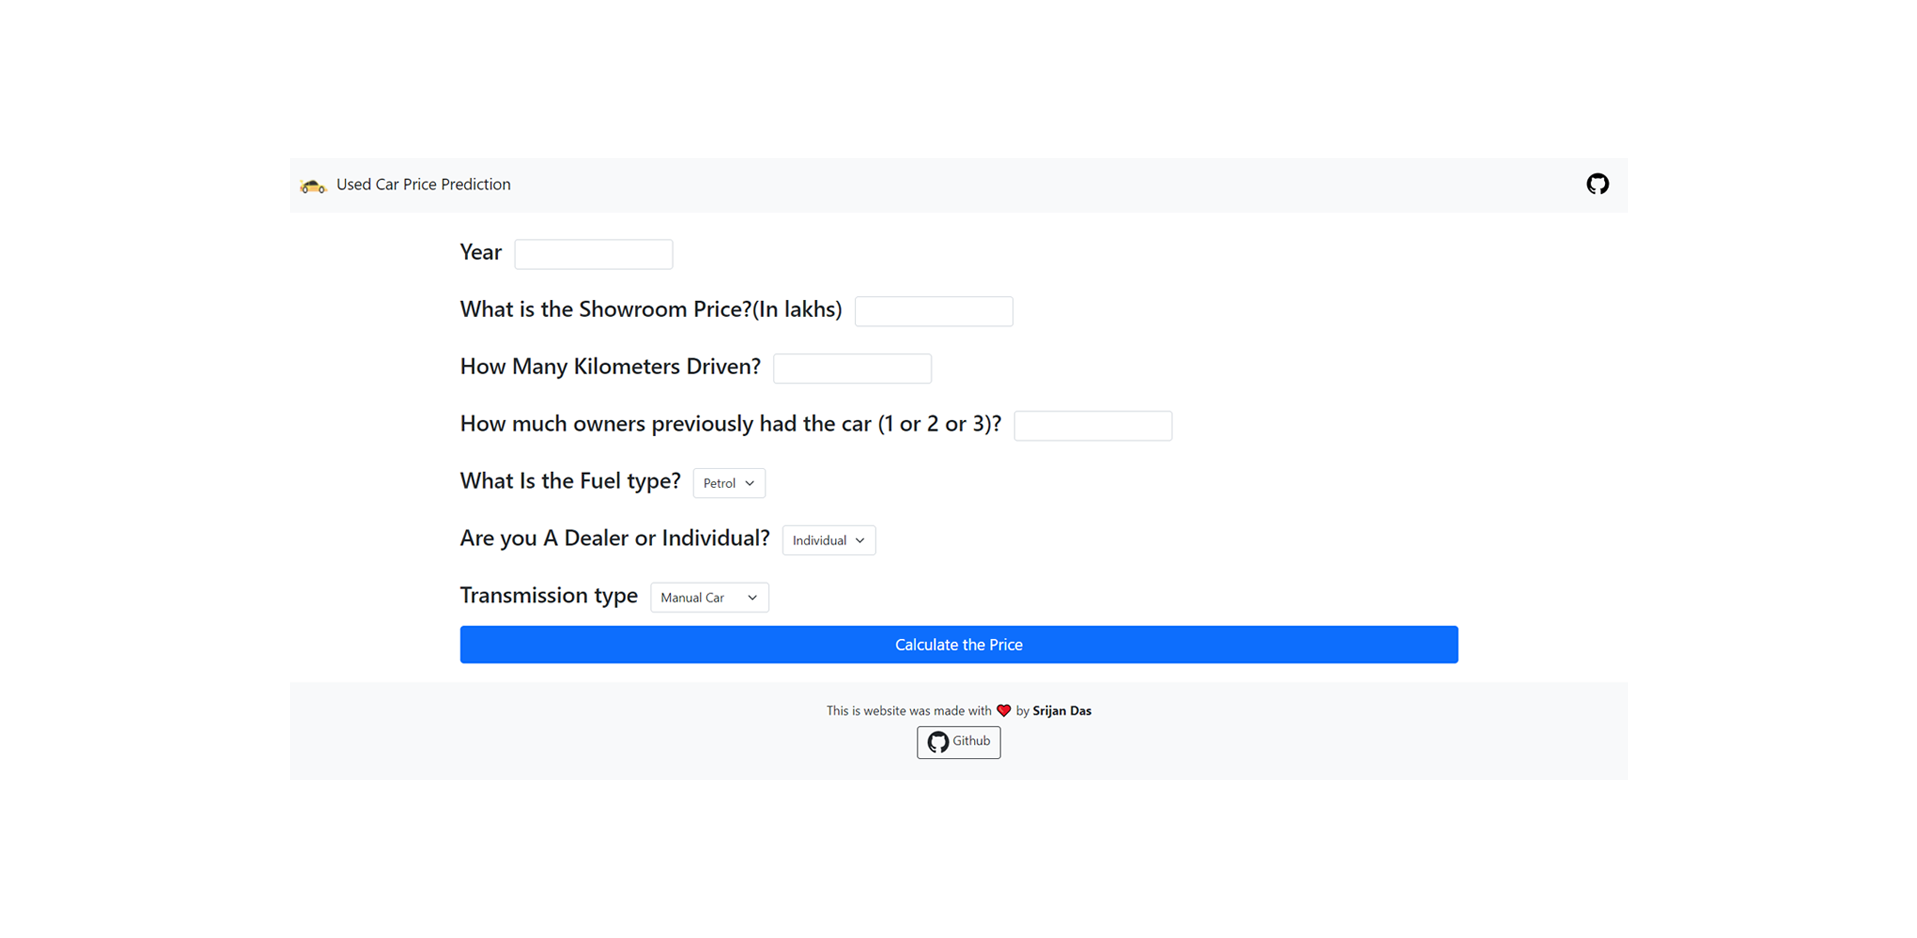 Used Car Price Prediction
Year
What is the Showroom Price?(In lakhs)
How Many Kilometers Driven?
How much owners previously had the car (1 or 2 or 3)?
What Is the Fuel type? Petrol
Are you A Dealer or Individual? Individual
Transmission type Manual Car
Calculate the Price
This is website was made with ❤️ by Srijan Das
Github